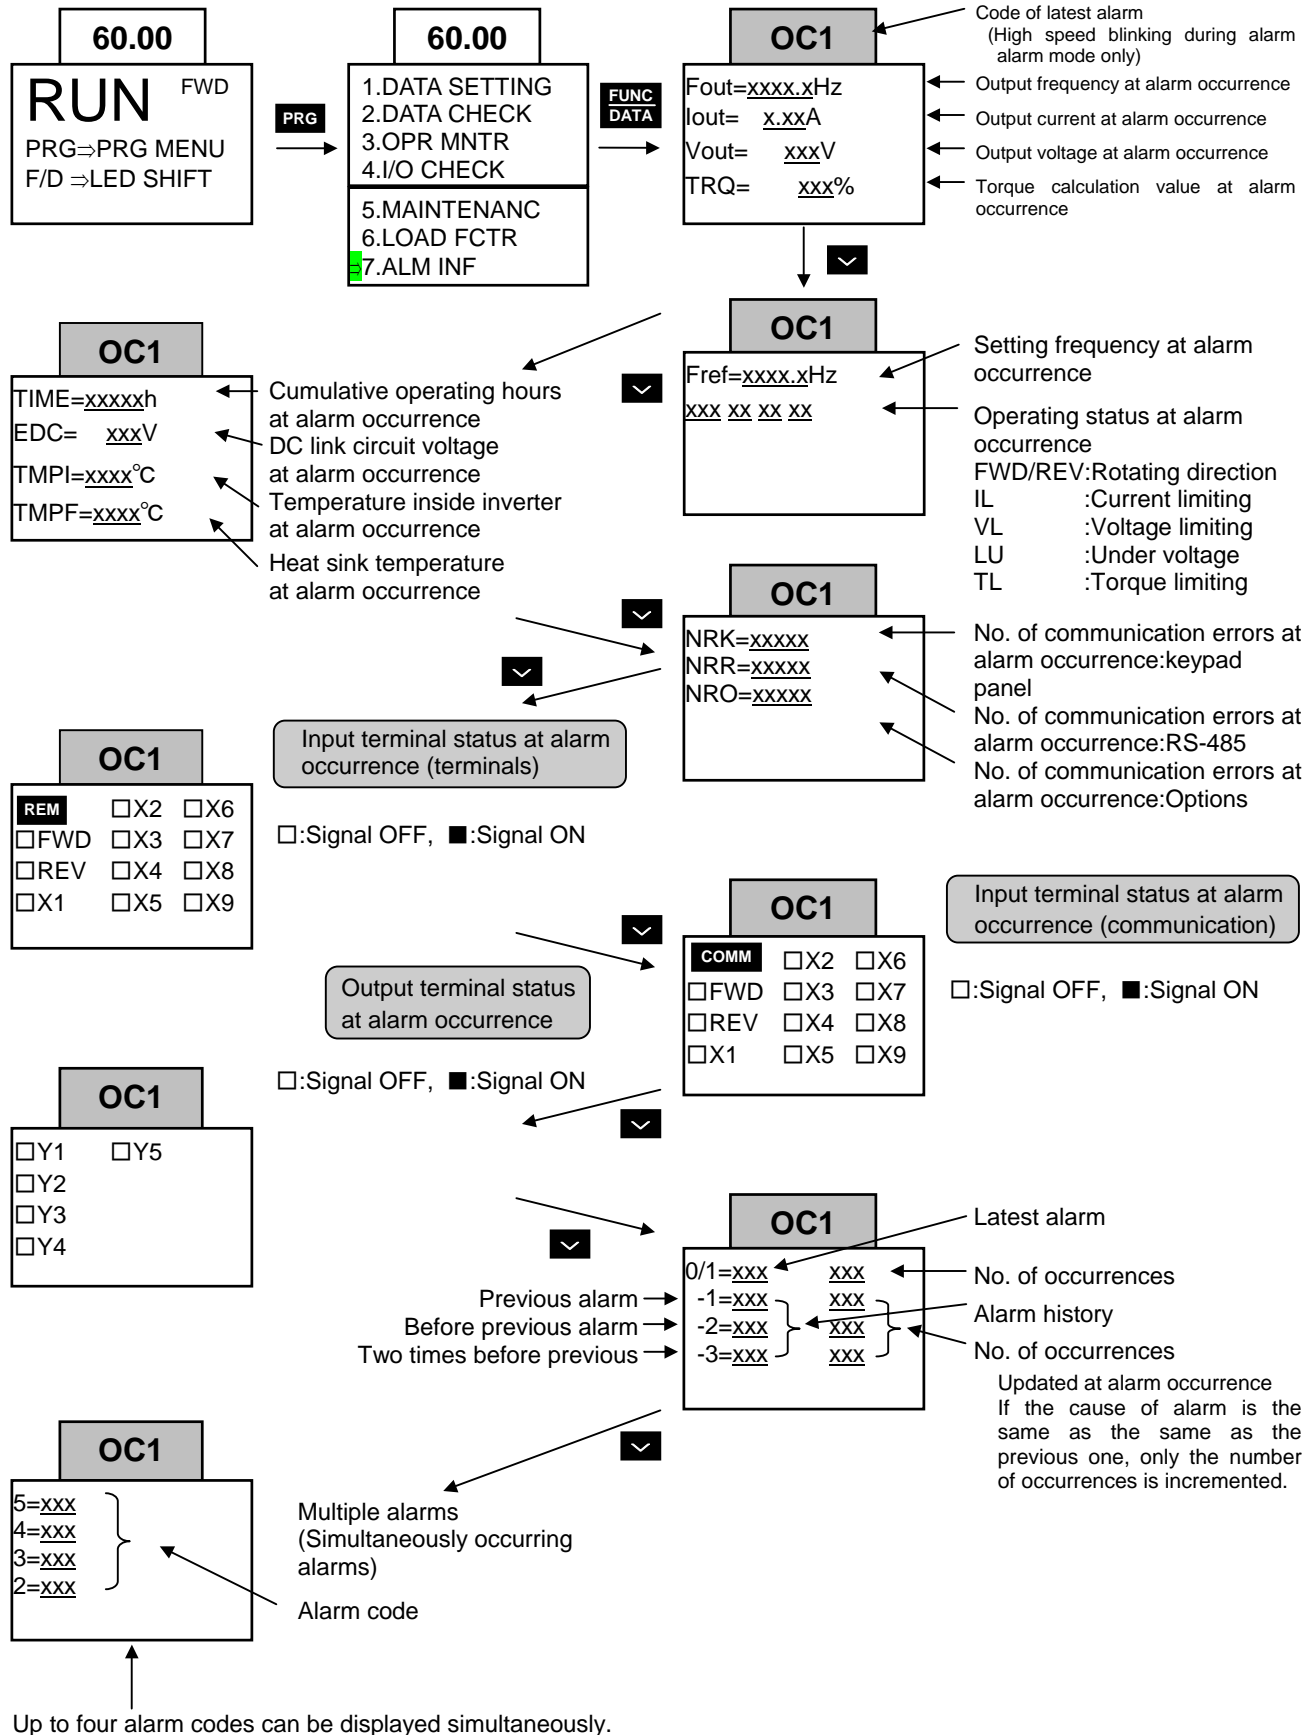 60.00
RUN FWD
PRG⇒PRG MENU
F/D ⇒LED SHIFT
PRG
60.00
1.DATA SETTING
2.DATA CHECK
3.OPR MNTR
4.I/O CHECK
5.MAINTENANC
6.LOAD FCTR
⇒7.ALM INF
FUNC
DATA
OC1
Fout=xxxx.xHz
Iout= x.xxA
Vout= xxxV
TRQ= xxx%
Code of latest alarm
(High speed blinking during alarm
alarm mode only)
Output frequency at alarm occurrence
Output current at alarm occurrence
Output voltage at alarm occurrence
Torque calculation value at alarm
occurrence
OC1
Fref=xxxx.xHz
xxx xx xx xx
Setting frequency at alarm
occurrence
Operating status at alarm
occurrence
FWD/REV:Rotating direction
IL :Current limiting
VL :Voltage limiting
LU :Under voltage
TL :Torque limiting
OC1
TIME=xxxxxh
EDC= xxxV
TMPI=xxxx℃
TMPF=xxxx℃
Cumulative operating hours
at alarm occurrence
DC link circuit voltage
at alarm occurrence
Temperature inside inverter
at alarm occurrence
Heat sink temperature
at alarm occurrence
OC1
NRK=xxxxx
NRR=xxxxx
NRO=xxxxx
No. of communication errors at
alarm occurrence:keypad
panel
No. of communication errors at
alarm occurrence:RS-485
No. of communication errors at
alarm occurrence:Options
OC1
REM □X2 □X6
□FWD □X3 □X7
□REV □X4 □X8
□X1 □X5 □X9
Input terminal status at alarm
occurrence (terminals)
□:Signal OFF, ■:Signal ON
OC1
COMM □X2 □X6
□FWD □X3 □X7
□REV □X4 □X8
□X1 □X5 □X9
Input terminal status at alarm
occurrence (communication)
□:Signal OFF, ■:Signal ON
Output terminal status
at alarm occurrence
□:Signal OFF, ■:Signal ON
OC1
□Y1 □Y5
□Y2
□Y3
□Y4
OC1
0/1=xxx xxx
-1=xxx xxx
-2=xxx xxx
-3=xxx xxx
Previous alarm
Before previous alarm
Two times before previous
Latest alarm
No. of occurrences
Alarm history
No. of occurrences
Updated at alarm occurrence
If the cause of alarm is the
same as the same as the
previous one, only the number
of occurrences is incremented.
OC1
5=xxx
4=xxx
3=xxx
2=xxx
Multiple alarms
(Simultaneously occurring
alarms)
Alarm code
Up to four alarm codes can be displayed simultaneously.